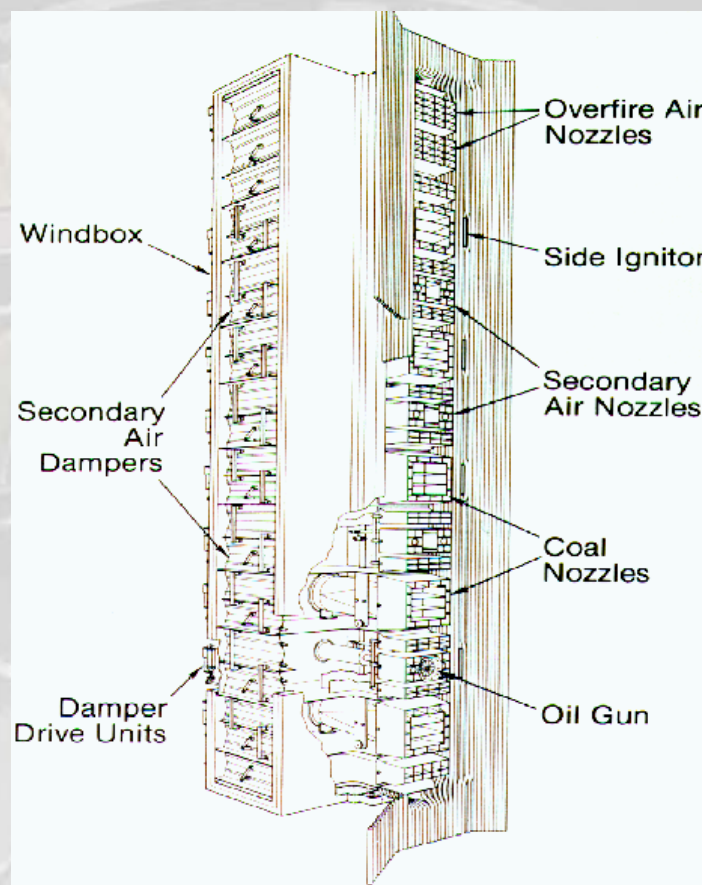 Overfire Air
Nozzles
Windbox
Side Ignitor
Secondary
Air Nozzles
Secondary
Air
Dampers
Coal
Nozzles
Oil Gun
Damper
Drive Units